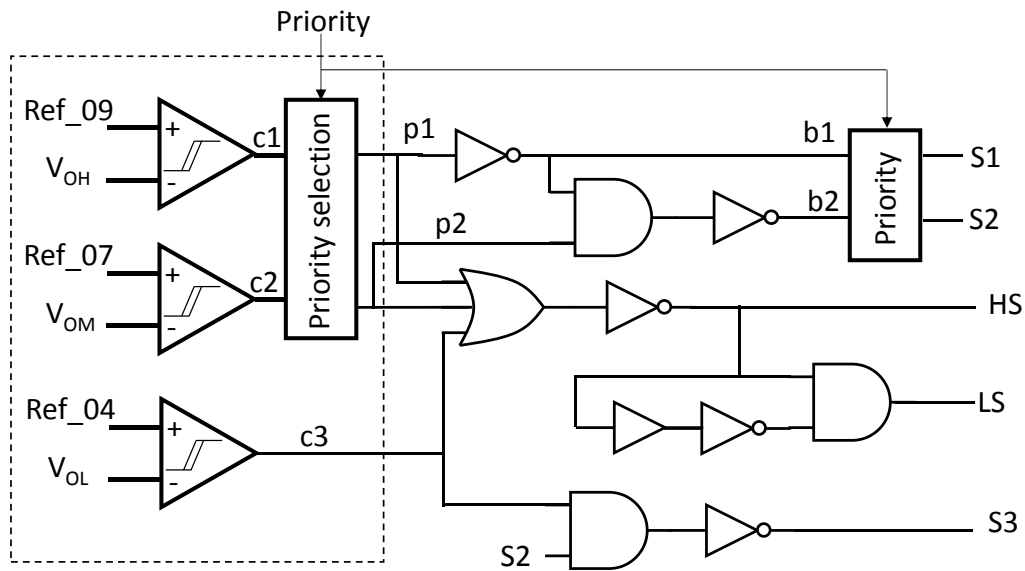 Priority
Ref_09
+
c1
V_OH
-
Priority selection
p1
b1
S1
p2
b2
Priority
S2
Ref_07
+
c2
V_OM
-
HS
Ref_04
+
c3
V_OL
-
LS
S2
S3